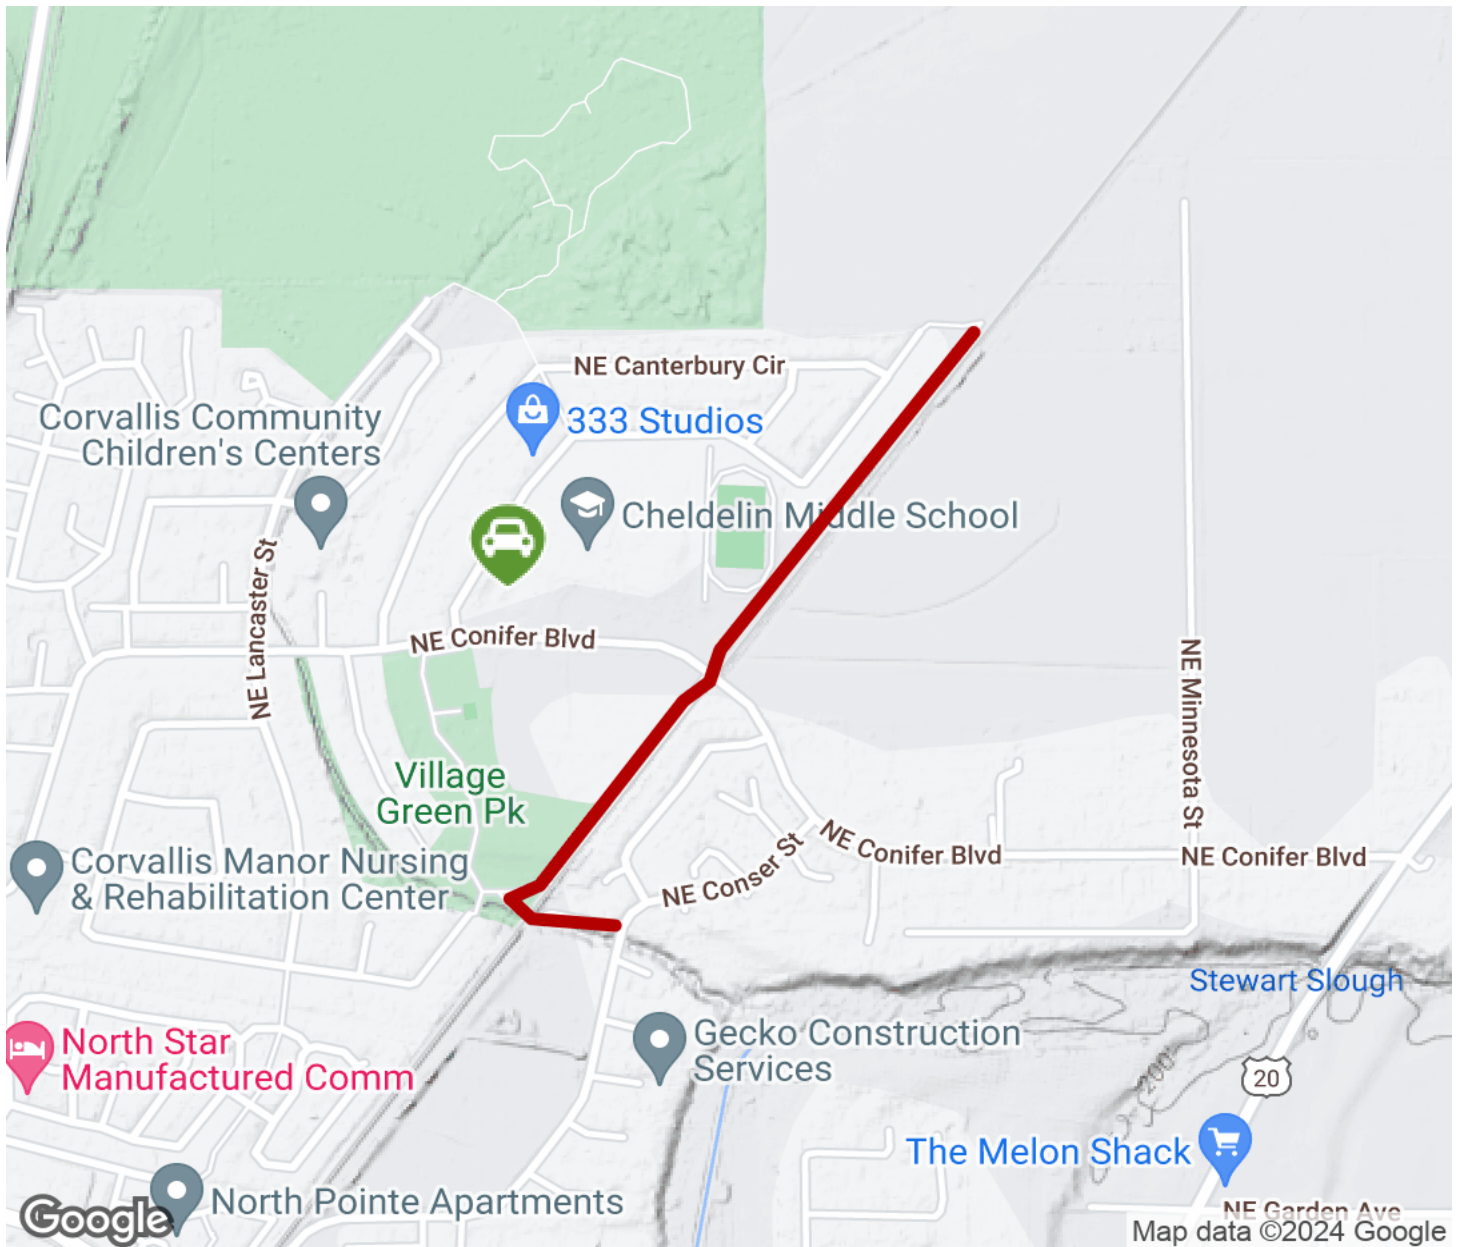 NE Canterbury Cir
Corvallis Community
Children's Centers
333 Studios
Cheldelin Middle School
NE Lancaster St
NE Conifer Blvd
NE Minnesota St
Village
Green Pk
NE Conifer Blvd
NE Conifer Blvd
NE Conser St
Corvallis Manor Nursing
& Rehabilitation Center
Stewart Slough
North Star
Manufactured Comm
Gecko Construction
Services
200
20
The Melon Shack
North Pointe Apartments
NE Garden Ave
Google
Map data ©2024 Google